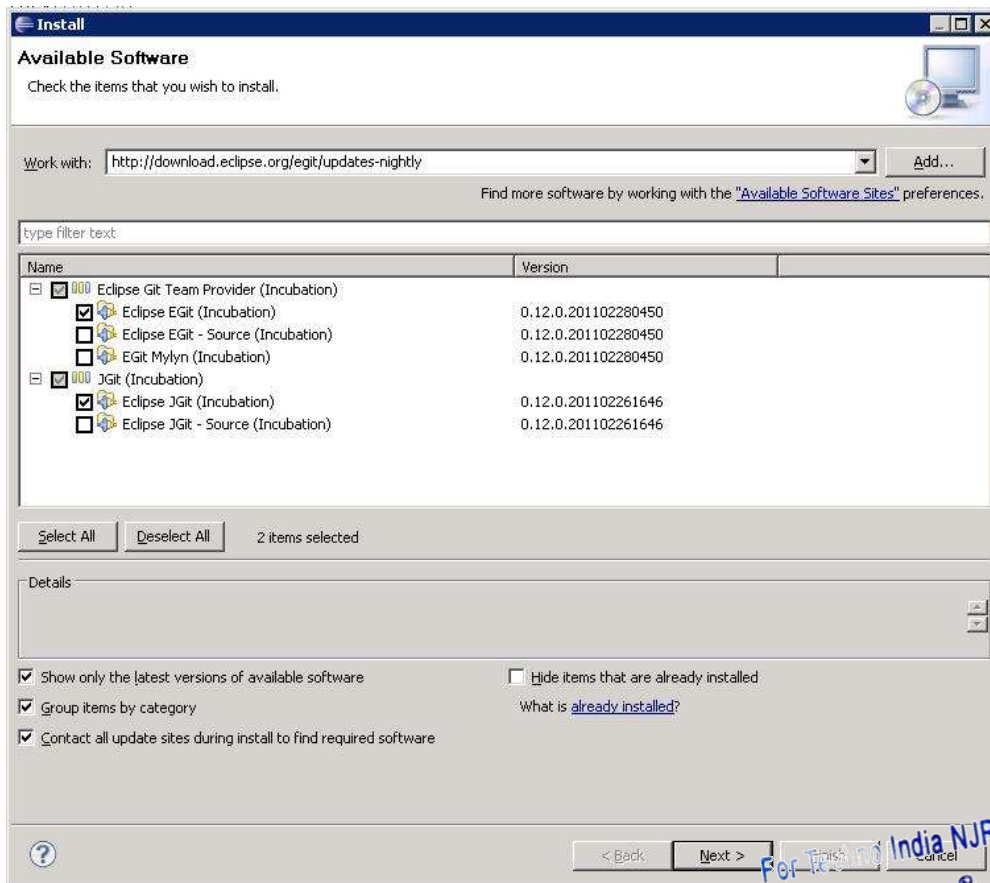 Install
Available Software
Check the items that you wish to install.
Work with: http://download.eclipse.org/egit/updates-nightly Add...
Find more software by working with the "Available Software Sites" preferences.
type filter text
Name Version
Eclipse Git Team Provider (Incubation)
Eclipse EGit (Incubation) 0.12.0.201102280450
Eclipse EGit - Source (Incubation) 0.12.0.201102280450
EGit Mylyn (Incubation) 0.12.0.201102280450
JGit (Incubation)
Eclipse JGit (Incubation) 0.12.0.201102261646
Eclipse JGit - Source (Incubation) 0.12.0.201102261646
Select All Deselect All 2 items selected
Details
Show only the latest versions of available software Hide items that are already installed
Group items by category What is already installed?
Contact all update sites during install to find required software
? < Back Next > Finish Cancel
For India NJR